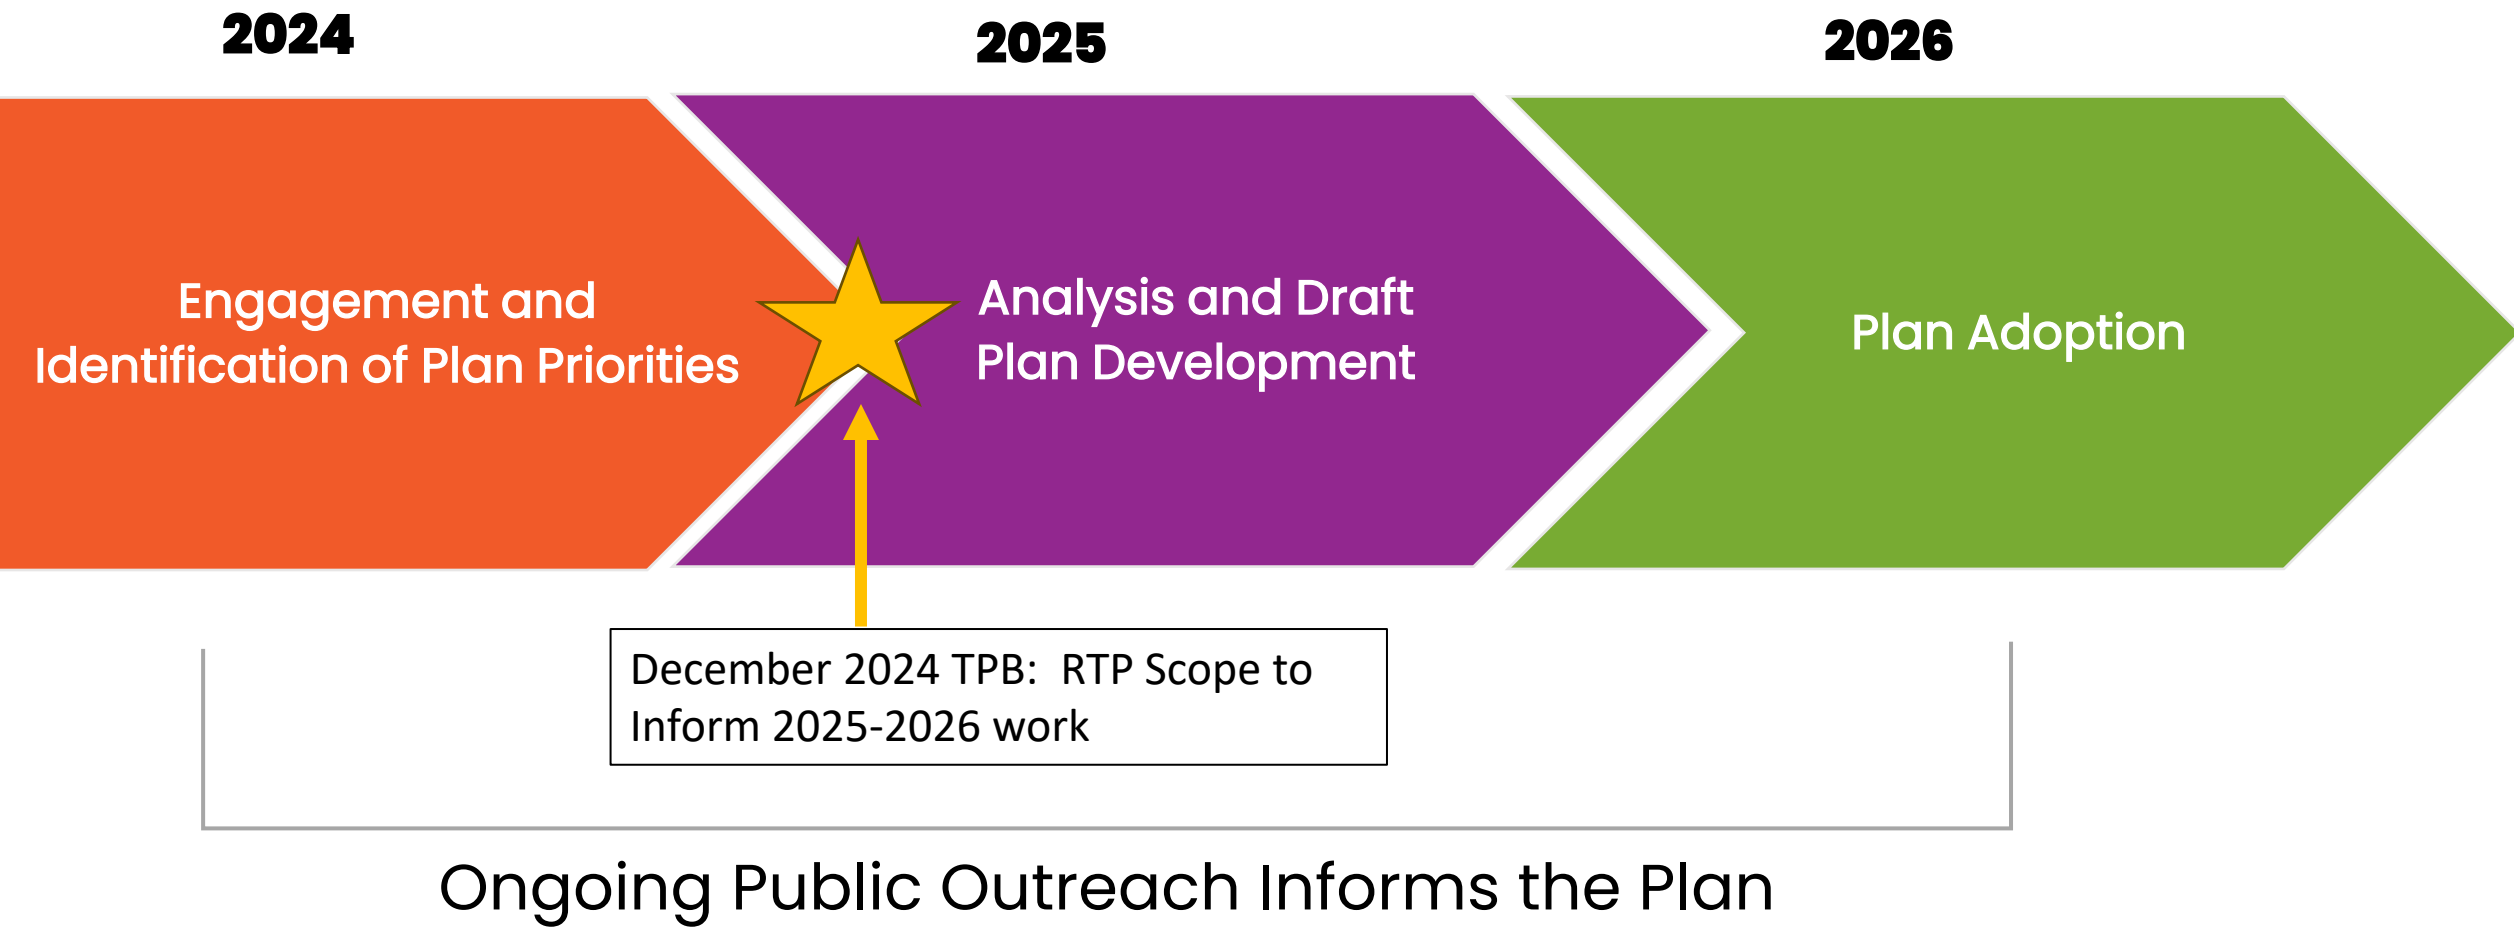 2024
2025
2026
Engagement and
Identification of Plan Priorities
Analysis and Draft
Plan Development
Plan Adoption
December 2024 TPB:  RTP Scope to
Inform 2025-2026 work
Ongoing Public Outreach Informs the Plan